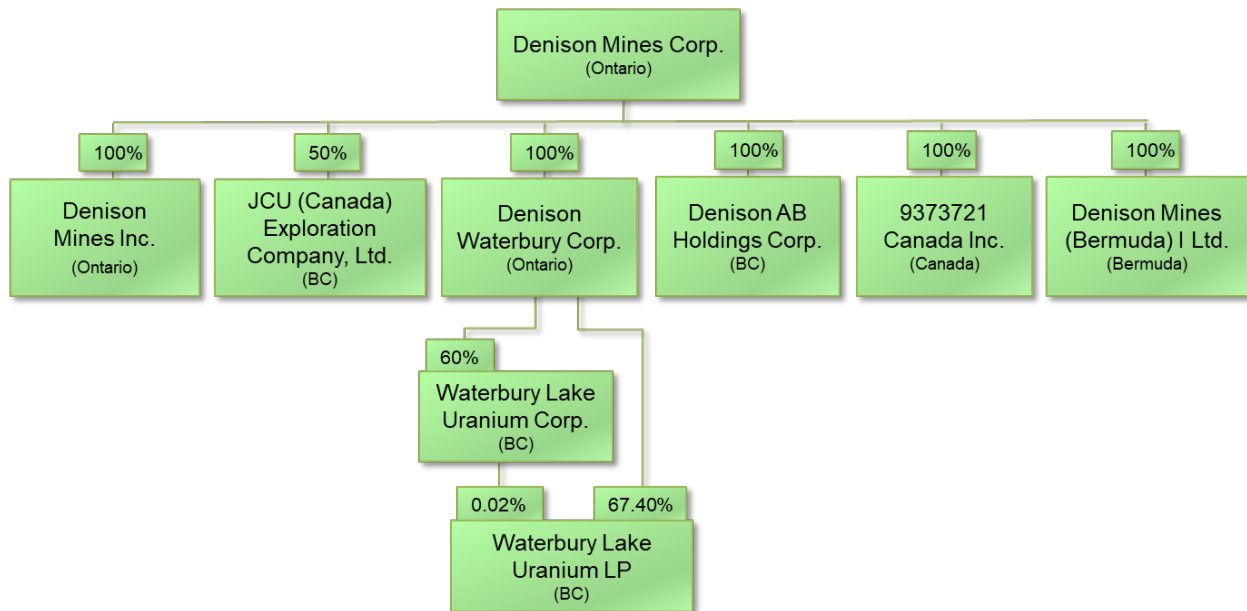 Denison Mines Corp.
(Ontario)
100%
50%
100%
100%
100%
100%
Denison
Mines Inc.
(Ontario)
JCU (Canada)
Exploration
Company, Ltd.
(BC)
Denison
Waterbury Corp.
(Ontario)
Denison AB
Holdings Corp.
(BC)
9373721
Canada Inc.
(Canada)
Denison Mines
(Bermuda) I Ltd.
(Bermuda)
60%
Waterbury Lake
Uranium Corp.
(BC)
0.02%
67.40%
Waterbury Lake
Uranium LP
(BC)